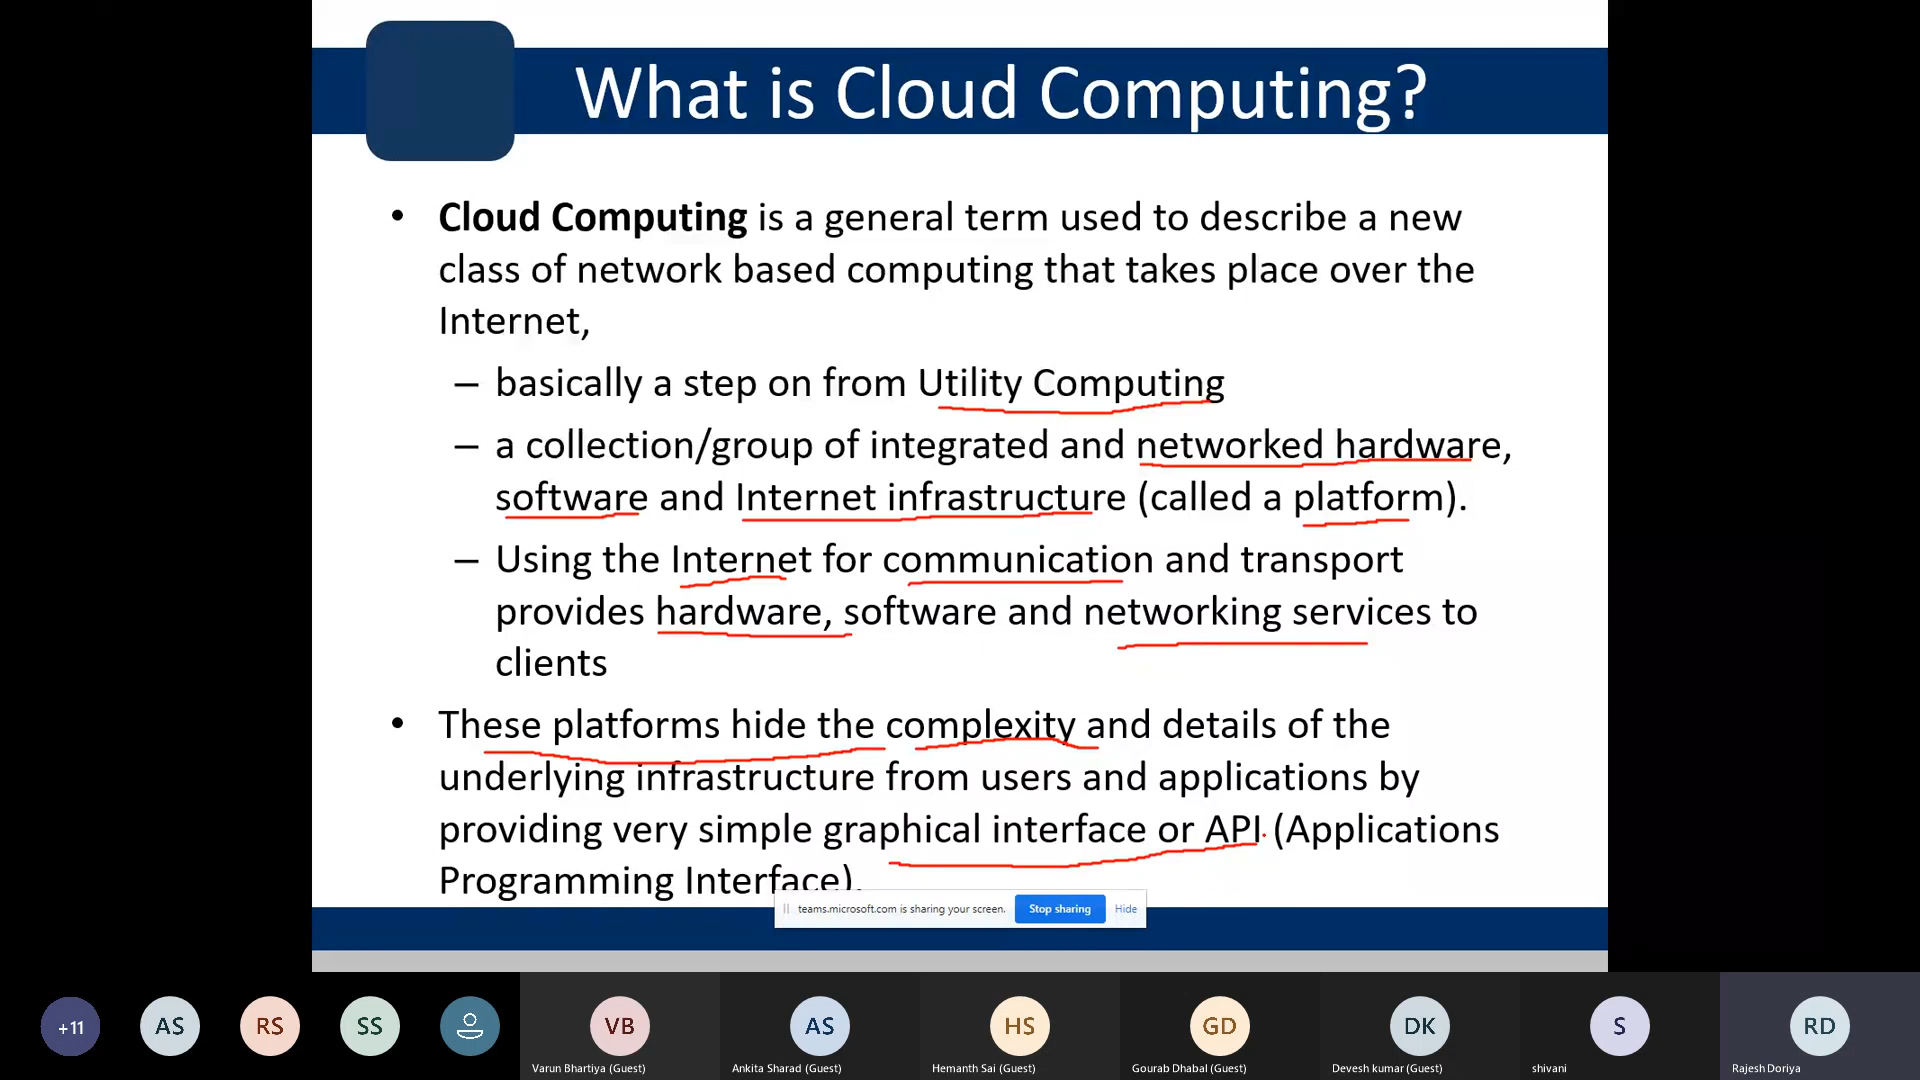 What is Cloud Computing?
• Cloud Computing is a general term used to describe a new
class of network based computing that takes place over the
Internet,
– basically a step on from Utility Computing
– a collection/group of integrated and networked hardware,
software and Internet infrastructure (called a platform).
– Using the Internet for communication and transport
provides hardware, software and networking services to
clients
• These platforms hide the complexity and details of the
underlying infrastructure from users and applications by
providing very simple graphical interface or API (Applications
Programming Interface).
teams.microsoft.com is sharing your screen. Stop sharing Hide
+11 AS RS SS VB AS HS GD DK S RD
Varun Bhartiya (Guest) Ankita Sharad (Guest) Hemanth Sai (Guest) Gourab Dhabal (Guest) Devesh kumar (Guest) shivani Rajesh Doriya